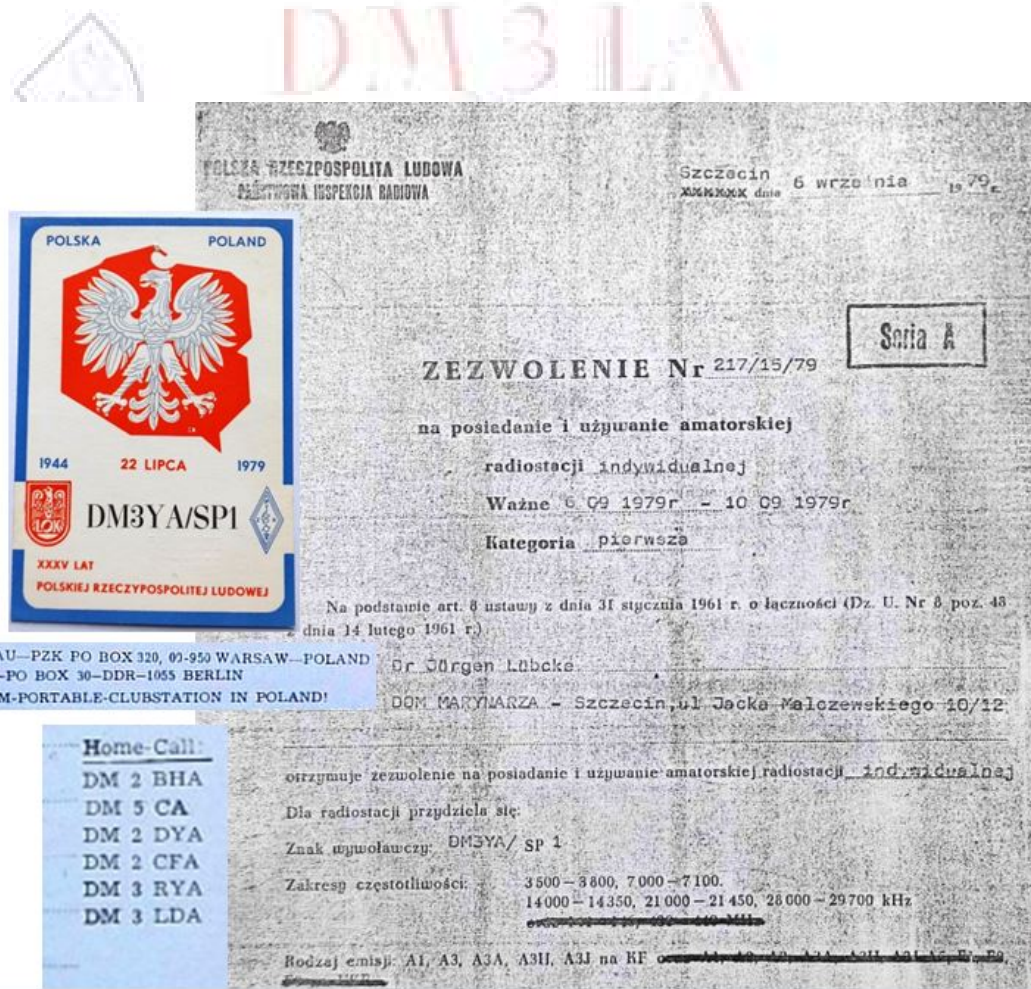 DM3LA
POLSKA RZECZPOSPOLITA LUDOWA
PAŃSTWOWA INSPEKCJA RADIOWA
Szczecin
XXXXXX dnia 6 września 1979 r.
Seria A
ZEZWOLENIE Nr 217/15/79
na posiadanie i używanie amatorskiej
radiostacji indywidualnej
Ważne 6 09 1979r - 10 09 1979r
Kategoria pierwsza
Na podstawie art. 8 ustawy z dnia 31 stycznia 1961 r. o łączności (Dz. U. Nr 8 poz. 48
z dnia 14 lutego 1961 r.)
Dr Jürgen Lübcke
DOM MARYNARZA - Szczecin,ul Jacka Malczewskiego 10/12
otrzymuje zezwolenie na posiadanie i używanie amatorskiej radiostacji indywidualnej
Dla radiostacji przydziela się:
Znak wywoławczy: DM3YA/ SP 1
Zakresy częstotliwości: 3500–3800, 7000–7100.
14000–14350, 21000–21450, 28000–29700 kHz
Rodzaj emisji: A1, A3, A3A, A3H, A3J na KF
POLSKA POLAND
1944 22 LIPCA 1979
LOK
DM3YA/SP1
XXXV LAT
POLSKIEJ RZECZYPOSPOLITEJ LUDOWEJ
AU—PZK PO BOX 320, 00-950 WARSAW—POLAND
-PO BOX 30–DDR–1055 BERLIN
M-PORTABLE-CLUBSTATION IN POLAND!
Home-Call:
DM 2 BHA
DM 5 CA
DM 2 DYA
DM 2 CFA
DM 3 RYA
DM 3 LDA